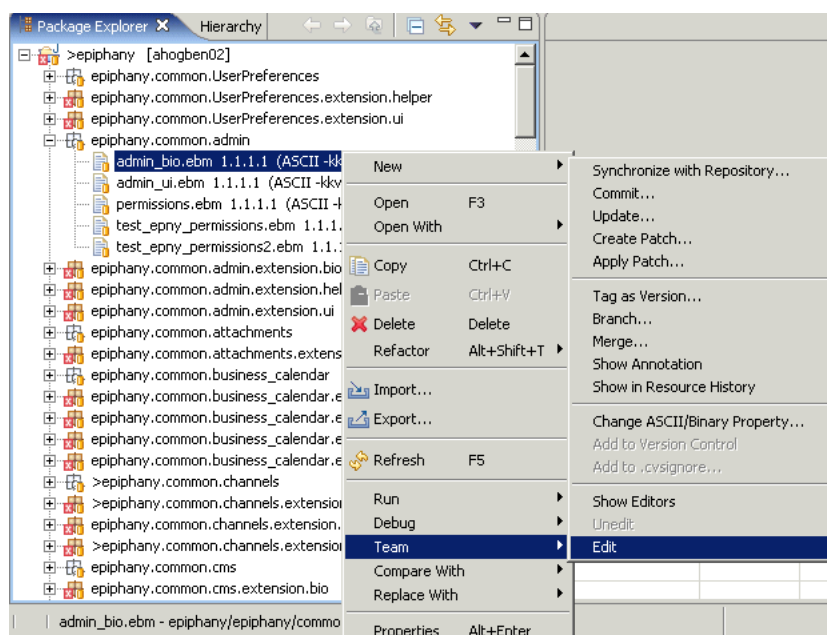 Package Explorer
Hierarchy
>epiphany [ahogben02]
epiphany.common.UserPreferences
epiphany.common.UserPreferences.extension.helper
epiphany.common.UserPreferences.extension.ui
epiphany.common.admin
admin_bio.ebm 1.1.1.1 (ASCII -kk
admin_ui.ebm 1.1.1.1 (ASCII -kkv
permissions.ebm 1.1.1.1 (ASCII -k
test_epny_permissions.ebm 1.1.1.
test_epny_permissions2.ebm 1.1.
epiphany.common.admin.extension.bio
epiphany.common.admin.extension.hel
epiphany.common.admin.extension.ui
epiphany.common.attachments
epiphany.common.attachments.extens
epiphany.common.business_calendar
epiphany.common.business_calendar.e
epiphany.common.business_calendar.e
epiphany.common.business_calendar.e
epiphany.common.business_calendar.e
>epiphany.common.channels
>epiphany.common.channels.extension
epiphany.common.channels.extension.
>epiphany.common.channels.extension
epiphany.common.cms
epiphany.common.cms.extension.bio
admin_bio.ebm - epiphany/epiphany/commo
New
Open F3
Open With
Copy Ctrl+C
Paste Ctrl+V
Delete Delete
Refactor Alt+Shift+T
Import...
Export...
Refresh F5
Run
Debug
Team
Compare With
Replace With
Properties Alt+Enter
Synchronize with Repository...
Commit...
Update...
Create Patch...
Apply Patch...
Tag as Version...
Branch...
Merge...
Show Annotation
Show in Resource History
Change ASCII/Binary Property...
Add to Version Control
Add to .cvsignore...
Show Editors
Unedit
Edit